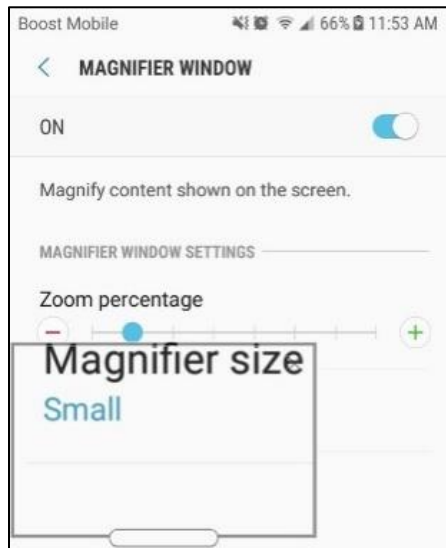 Boost Mobile 66% 11:53 AM
< MAGNIFIER WINDOW
ON
Magnify content shown on the screen.
MAGNIFIER WINDOW SETTINGS
Zoom percentage
Magnifier size
Small